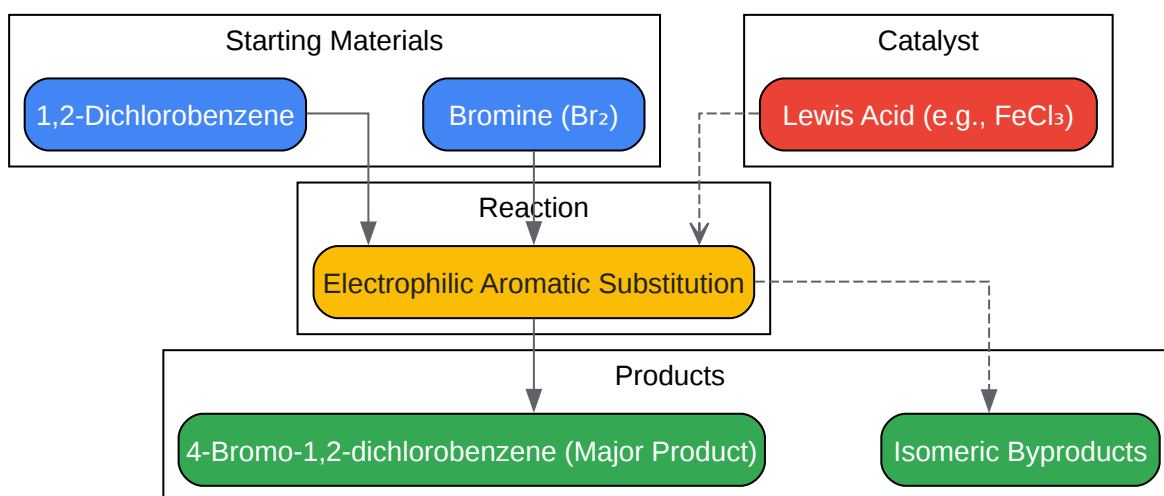 Starting Materials
Catalyst
1,2-Dichlorobenzene
Bromine (Br₂)
Lewis Acid (e.g., FeCl₃)
Reaction
Electrophilic Aromatic Substitution
Products
4-Bromo-1,2-dichlorobenzene (Major Product)
Isomeric Byproducts